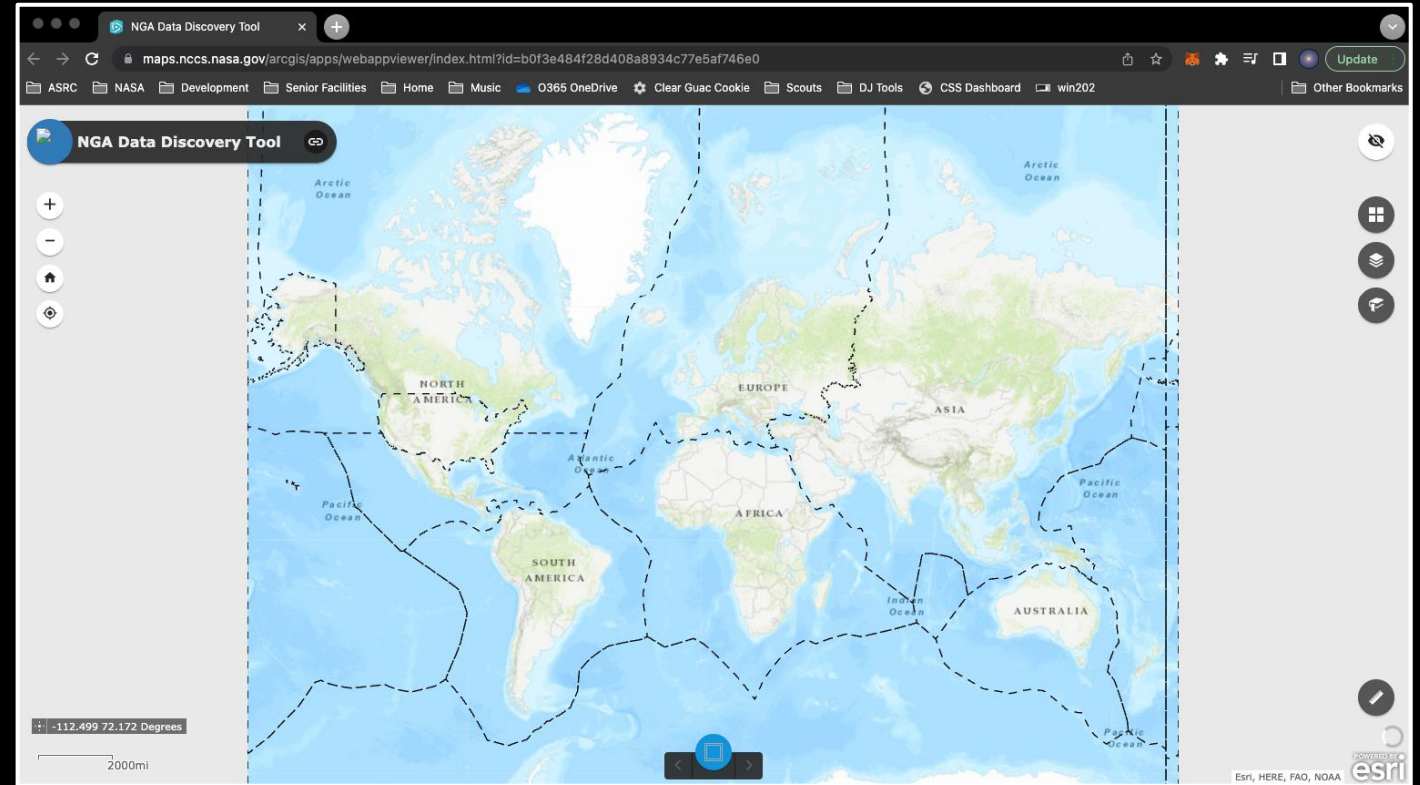 NGA Data Discovery Tool
maps.nccs.nasa.gov/arcgis/apps/webappviewer/index.html?id=b0f3e484f28d408a8934c77e5af746e0
Update
ASRC NASA Development Senior Facilities Home Music O365 OneDrive Clear Guac Cookie Scouts DJ Tools CSS Dashboard win202 Other Bookmarks
NGA Data Discovery Tool
Arctic
Ocean
Arctic
Ocean
NORTH
AMERICA
EUROPE
ASIA
Atlantic
Ocean
Pacific
Ocean
Pacific
Ocean
AFRICA
SOUTH
AMERICA
Indian
Ocean
AUSTRALIA
Pacific
Ocean
-112.499 72.172 Degrees
2000mi
Esri, HERE, FAO, NOAA
POWERED BY
esri